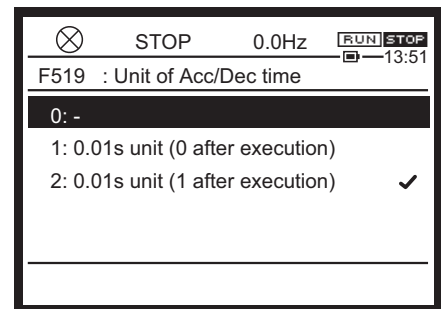 STOP 0.0Hz RUN STOP
13:51
F519 : Unit of Acc/Dec time
0: -
1: 0.01s unit (0 after execution)
2: 0.01s unit (1 after execution) ✓